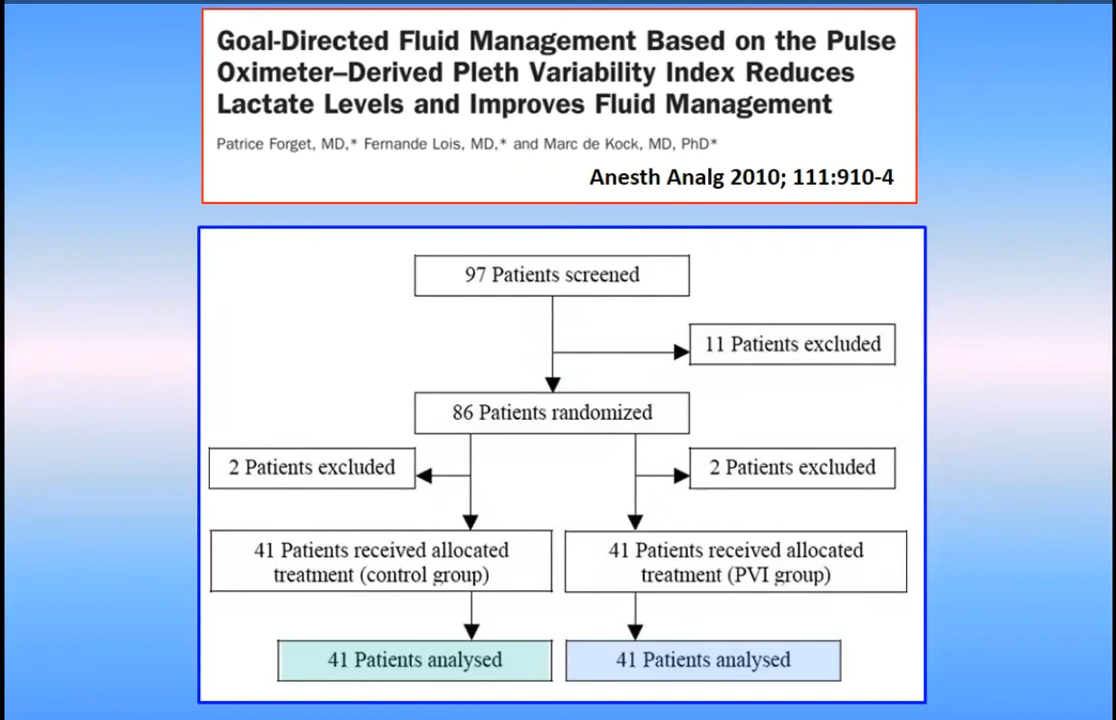 Goal-Directed Fluid Management Based on the Pulse
Oximeter–Derived Pleth Variability Index Reduces
Lactate Levels and Improves Fluid Management
Patrice Forget, MD,* Fernande Lois, MD,* and Marc de Kock, MD, PhD*
Anesth Analg 2010; 111:910-4
97 Patients screened
11 Patients excluded
86 Patients randomized
2 Patients excluded
2 Patients excluded
41 Patients received allocated
treatment (control group)
41 Patients received allocated
treatment (PVI group)
41 Patients analysed
41 Patients analysed